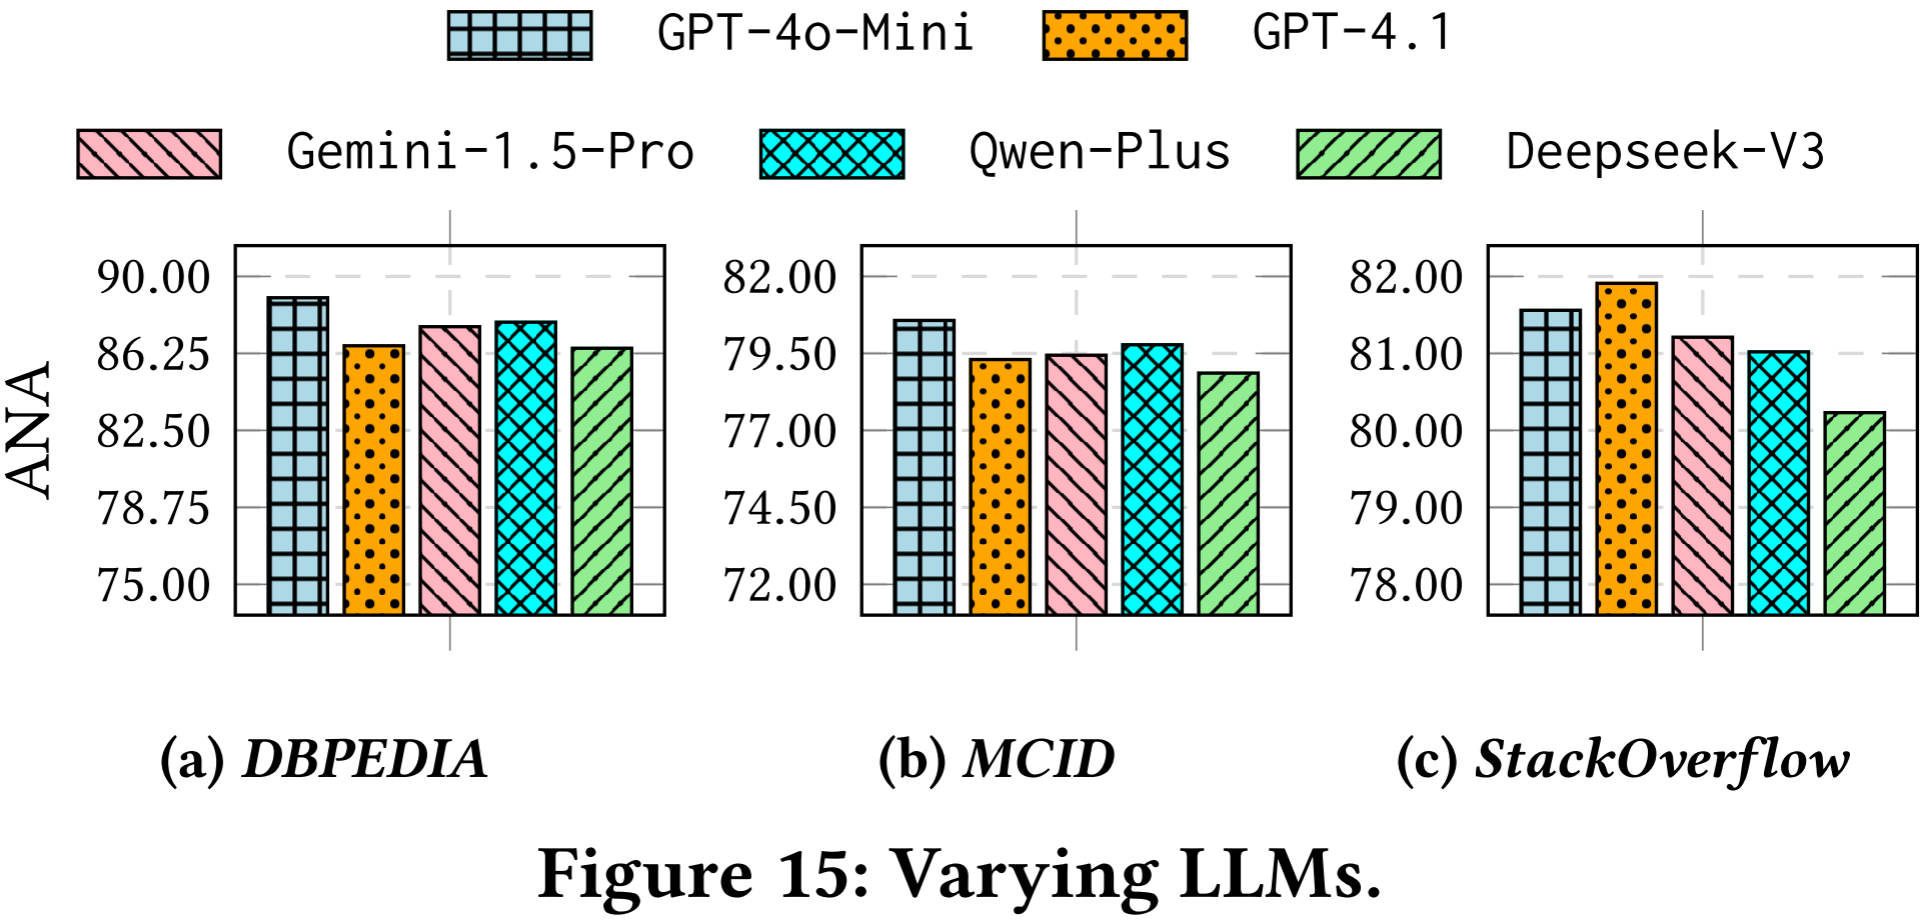 GPT-4o-Mini GPT-4.1
Gemini-1.5-Pro Qwen-Plus Deepseek-V3
ANA
90.00
86.25
82.50
78.75
75.00
(a) DBPEDIA
82.00
79.50
77.00
74.50
72.00
(b) MCID
82.00
81.00
80.00
79.00
78.00
(c) StackOverflow
Figure 15: Varying LLMs.